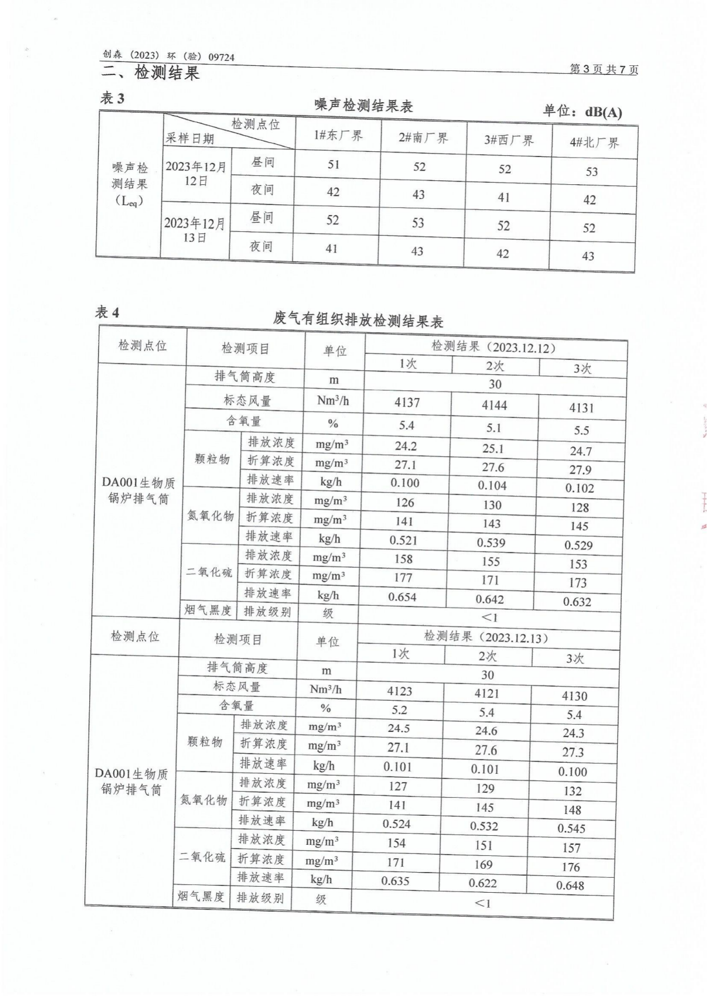 创森（2023）环（验）09724
第 3 页 共 7 页
二、检测结果
表 3
噪声检测结果表
单位：dB(A)
检测点位
采样日期
1#东厂界 2#南厂界 3#西厂界 4#北厂界
噪声检
测结果
（Leq）
2023年12月
12日
昼间 51 52 52 53
夜间 42 43 41 42
2023年12月
13日
昼间 52 53 52 52
夜间 41 43 42 43
表 4
废气有组织排放检测结果表
检测点位 检测项目 单位 检测结果（2023.12.12）
1次 2次 3次
DA001生物质
锅炉排气筒
排气筒高度 m 30
标态风量 Nm³/h 4137 4144 4131
含氧量 % 5.4 5.1 5.5
颗粒物
排放浓度 mg/m³ 24.2 25.1 24.7
折算浓度 mg/m³ 27.1 27.6 27.9
排放速率 kg/h 0.100 0.104 0.102
氮氧化物
排放浓度 mg/m³ 126 130 128
折算浓度 mg/m³ 141 143 145
排放速率 kg/h 0.521 0.539 0.529
二氧化硫
排放浓度 mg/m³ 158 155 153
折算浓度 mg/m³ 177 171 173
排放速率 kg/h 0.654 0.642 0.632
烟气黑度 排放级别 级 <1
检测点位 检测项目 单位 检测结果（2023.12.13）
1次 2次 3次
DA001生物质
锅炉排气筒
排气筒高度 m 30
标态风量 Nm³/h 4123 4121 4130
含氧量 % 5.2 5.4 5.4
颗粒物
排放浓度 mg/m³ 24.5 24.6 24.3
折算浓度 mg/m³ 27.1 27.6 27.3
排放速率 kg/h 0.101 0.101 0.100
氮氧化物
排放浓度 mg/m³ 127 129 132
折算浓度 mg/m³ 141 145 148
排放速率 kg/h 0.524 0.532 0.545
二氧化硫
排放浓度 mg/m³ 154 151 157
折算浓度 mg/m³ 171 169 176
排放速率 kg/h 0.635 0.622 0.648
烟气黑度 排放级别 级 <1